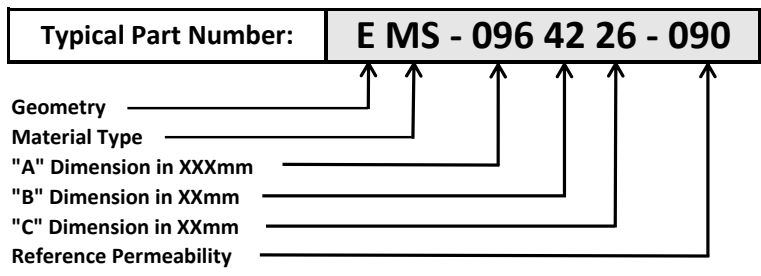 Typical Part Number: E MS - 096 42 26 - 090
Geometry
Material Type
"A" Dimension in XXXmm
"B" Dimension in XXmm
"C" Dimension in XXmm
Reference Permeability